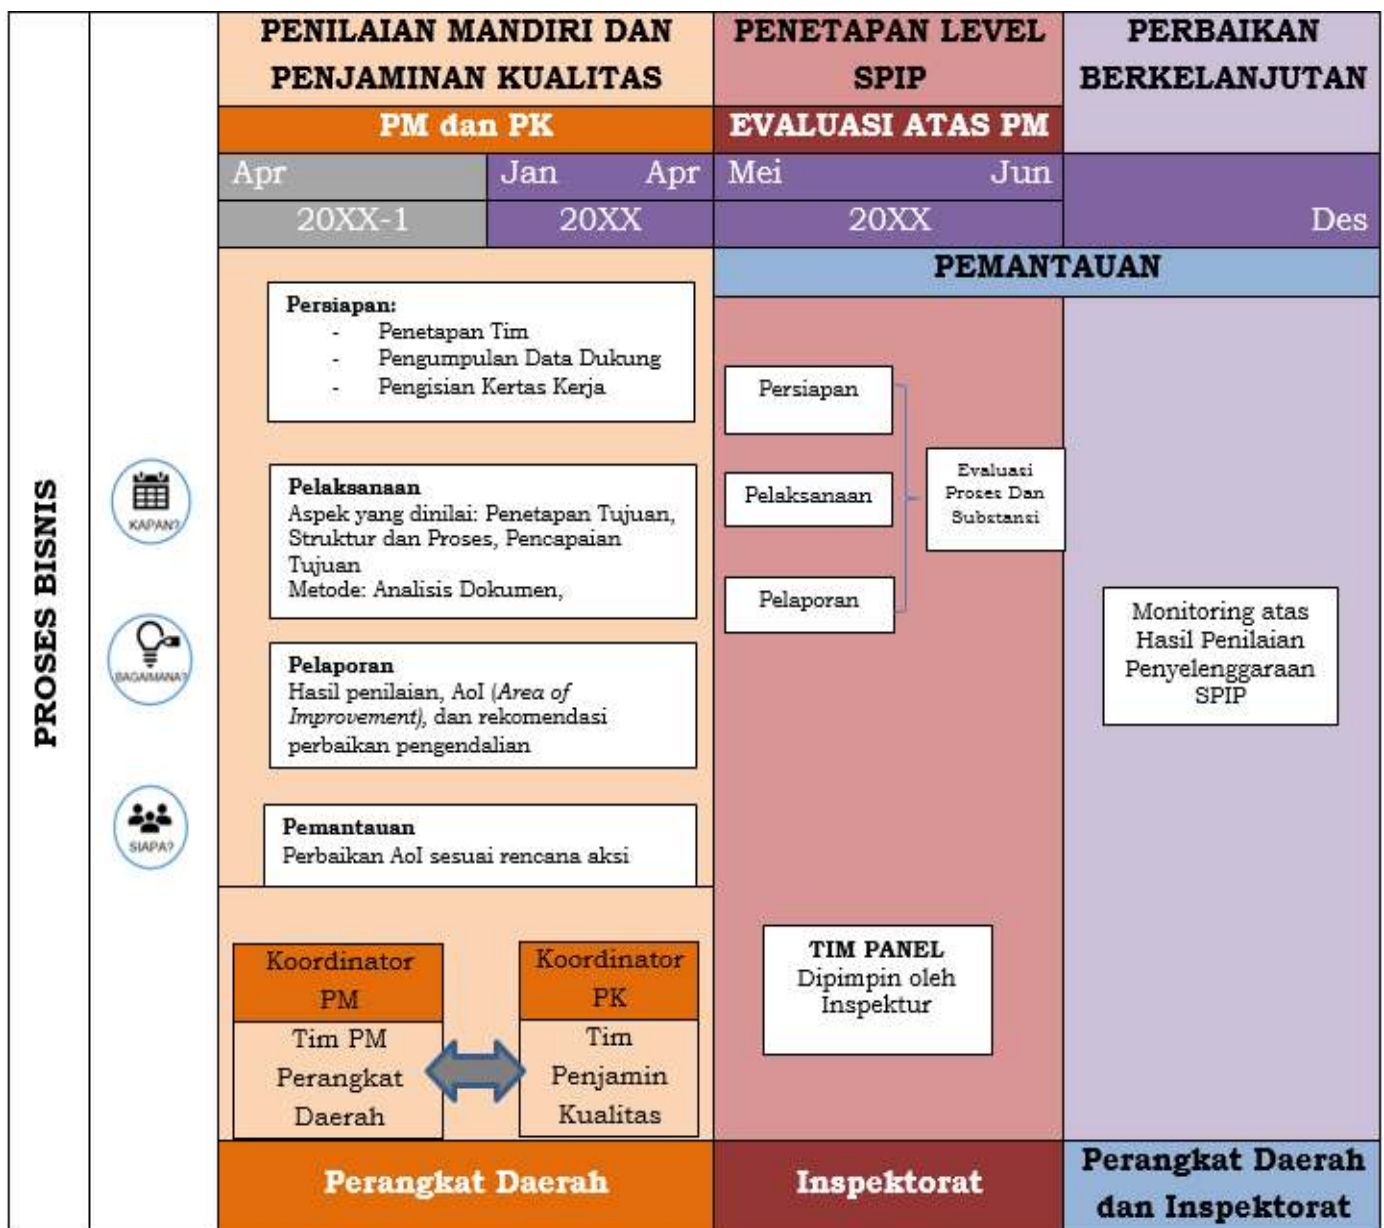 PENILAIAN MANDIRI DAN
PENJAMINAN KUALITAS
PENETAPAN LEVEL
SPIP
PERBAIKAN
BERKELANJUTAN
PM dan PK
EVALUASI ATAS PM
Apr
Jan Apr
Mei Jun
20XX-1
20XX
20XX
Des
PEMANTAUAN
PROSES BISNIS
KAPAN?
BAGAIMANA?
SIAPA?
Persiapan:
- Penetapan Tim
- Pengumpulan Data Dukung
- Pengisian Kertas Kerja
Pelaksanaan
Aspek yang dinilai: Penetapan Tujuan,
Struktur dan Proses, Pencapaian
Tujuan
Metode: Analisis Dokumen,
Pelaporan
Hasil penilaian, AoI (Area of
Improvement), dan rekomendasi
perbaikan pengendalian
Pemantauan
Perbaikan AoI sesuai rencana aksi
Koordinator
PM
Tim PM
Perangkat
Daerah
Koordinator
PK
Tim
Penjamin
Kualitas
Persiapan
Pelaksanaan
Pelaporan
Evaluasi
Proses Dan
Substansi
TIM PANEL
Dipimpin oleh
Inspektur
Monitoring atas
Hasil Penilaian
Penyelenggaraan
SPIP
Perangkat Daerah
Inspektorat
Perangkat Daerah
dan Inspektorat